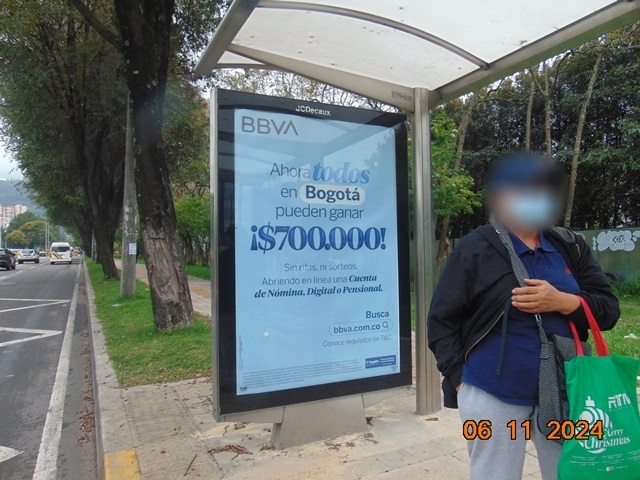 JCDecaux
BBVA
Ahora todos
en Bogotá
pueden ganar
¡$700.000!
Sin rifas, ni sorteos.
Abriendo en línea una Cuenta
de Nómina, Digital o Pensional.
Busca
bbva.com.co
Conoce requisitos en T&C
Merry
Christmas
06 11 2024